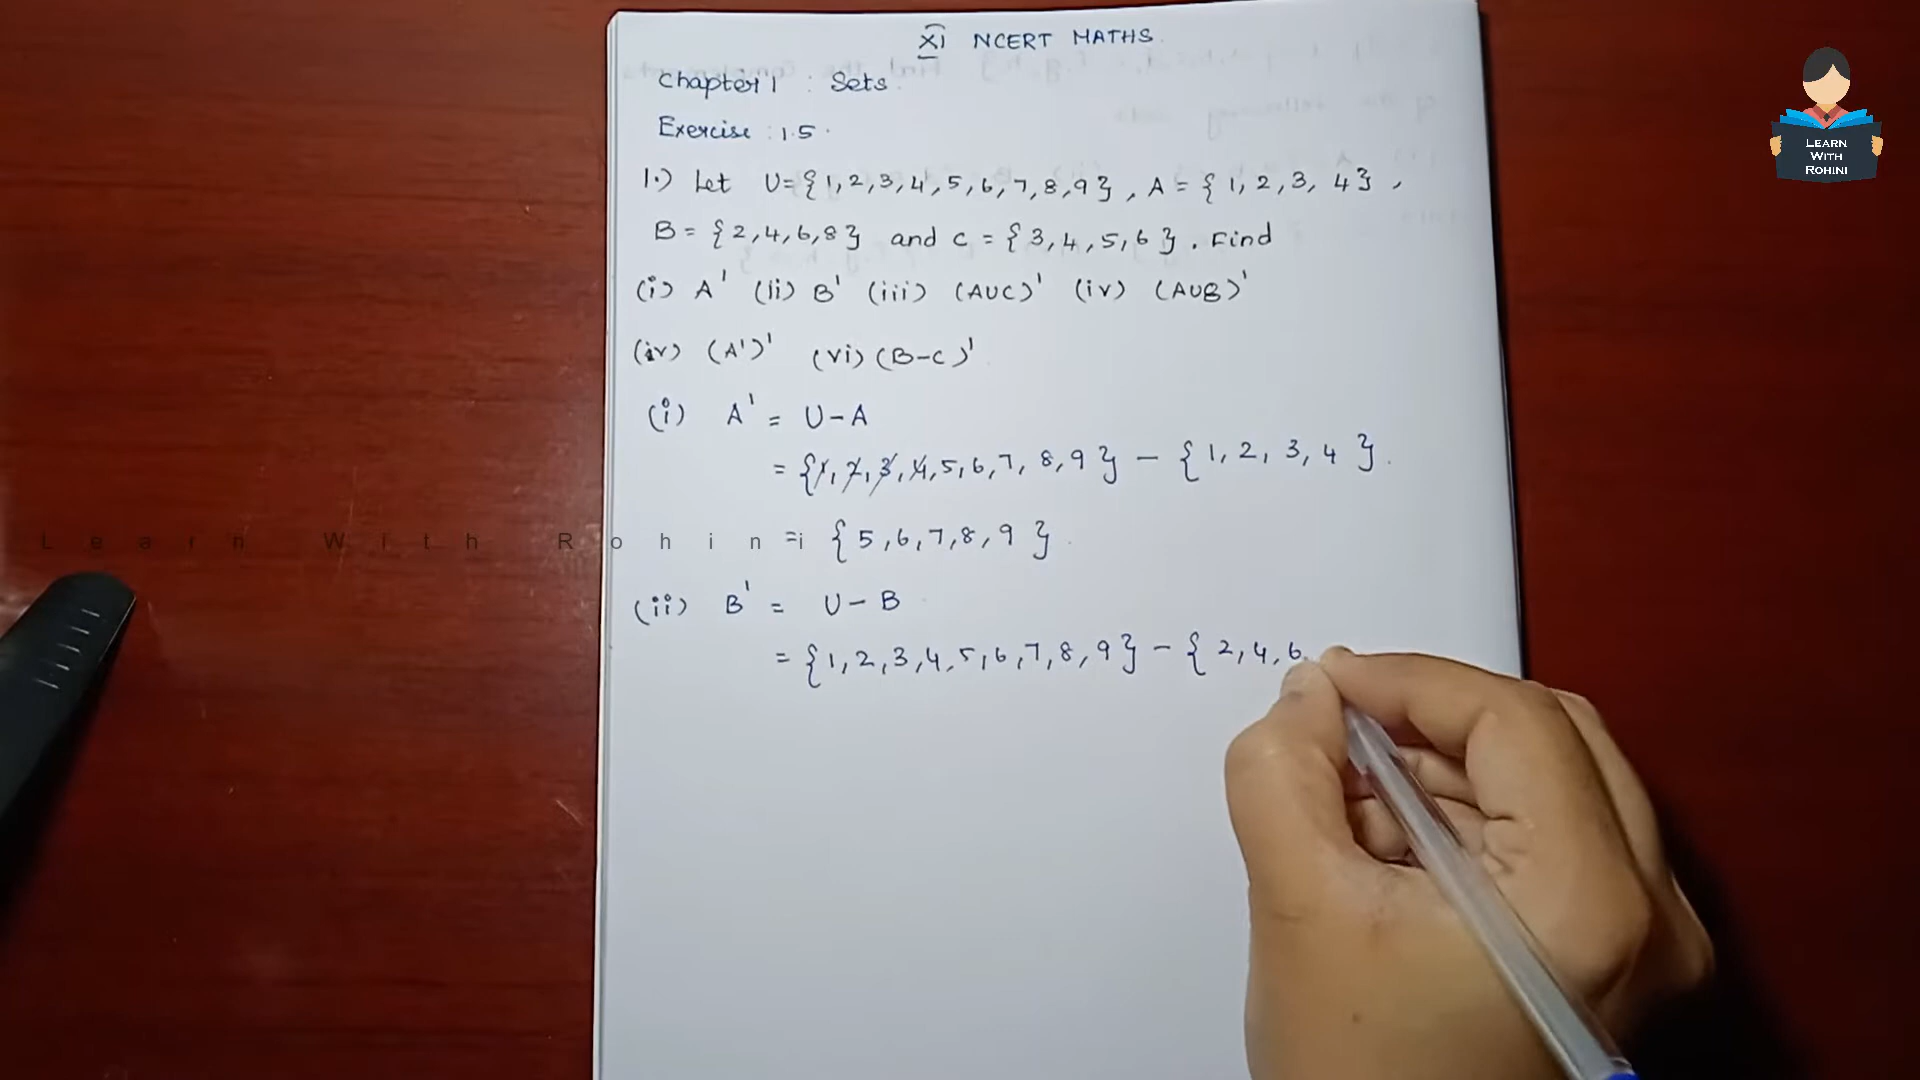 XI NCERT MATHS
Chapter 1 : Sets
Exercise : 1.5.
1.) Let U={1,2,3,4,5,6,7,8,9}, A = {1, 2, 3, 4},
B = {2,4,6,8} and C = {3,4,5,6}. Find
(i) A' (ii) B' (iii) (AUC)' (iv) (AUB)'
(iv) (A')' (vi) (B-C)'
(i) A' = U-A
= {1,2,3,4,5,6,7,8,9} - {1,2,3,4}.
= {5,6,7,8,9}
(ii) B' = U-B
= {1,2,3,4,5,6,7,8,9} - {2,4,6
Learn With Rohini
LEARN
WITH
ROHINI